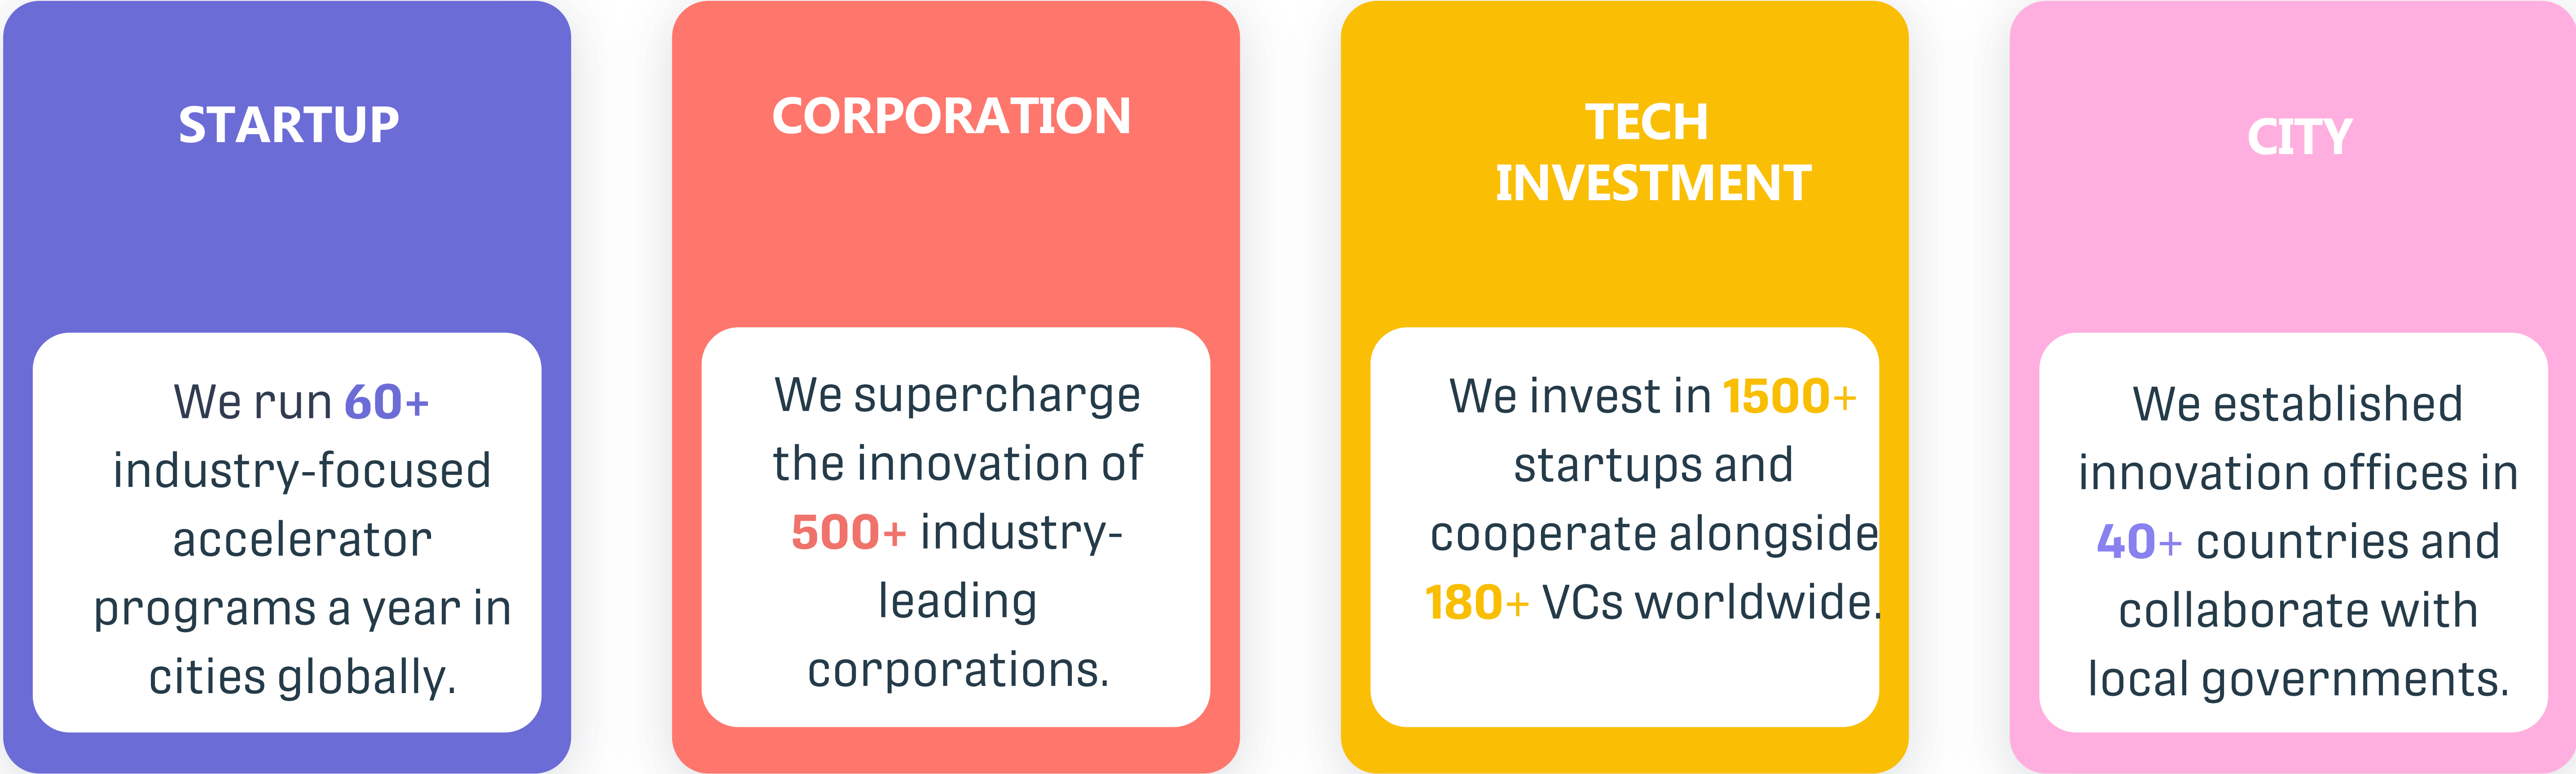 STARTUP
We run 60+
industry-focused
accelerator
programs a year in
cities globally.
CORPORATION
We supercharge
the innovation of
500+ industry-
leading
corporations.
TECH
INVESTMENT
We invest in 1500+
startups and
cooperate alongside
180+ VCs worldwide.
CITY
We established
innovation offices in
40+ countries and
collaborate with
local governments.